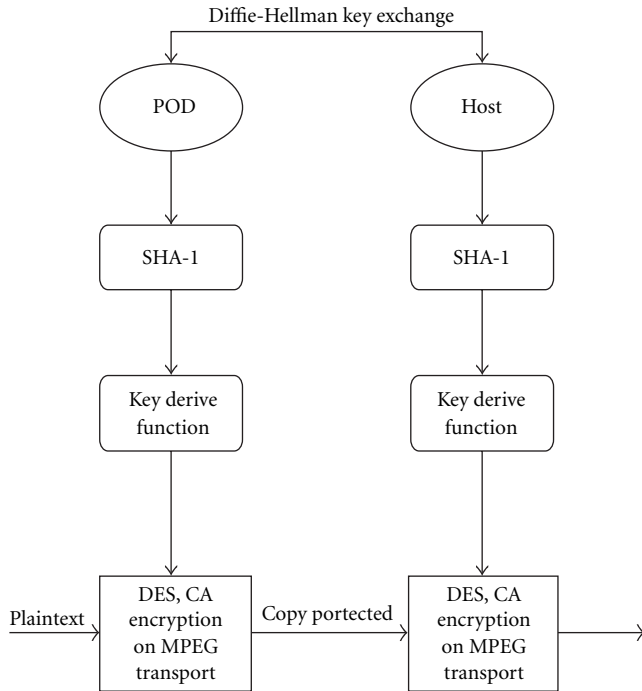 Diffie-Hellman key exchange
POD
Host
SHA-1
SHA-1
Key derive
function
Key derive
function
Plaintext
DES, CA
encryption
on MPEG
transport
Copy portected
DES, CA
encryption
on MPEG
transport